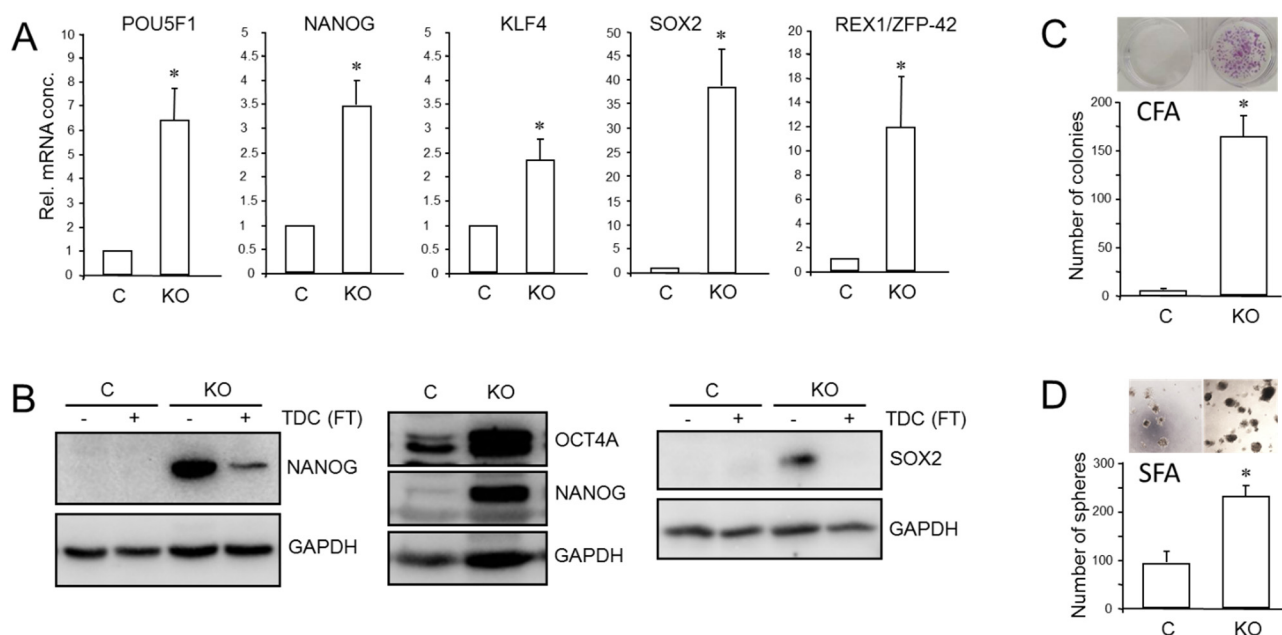 A
POU5F1
NANOG
KLF4
SOX2
REX1/ZFP-42
Rel. mRNA conc.
10
9
8
7
6
5
4
3
2
1
0
*
C KO
5
4.5
4
3.5
3
2.5
2
1.5
1
0.5
0
*
C KO
5
4.5
4
3.5
3
2.5
2
1.5
1
0.5
0
*
C KO
50
45
40
35
30
25
20
15
10
5
0
*
C KO
20
18
16
14
12
10
8
6
4
2
0
*
C KO
B
C KO
- + - + TDC (FT)
NANOG
GAPDH
C KO
OCT4A
NANOG
GAPDH
C KO
- + - + TDC (FT)
SOX2
GAPDH
C
CFA
Number of colonies
200
150
100
50
0
*
C KO
D
SFA
Number of spheres
300
200
100
0
*
C KO